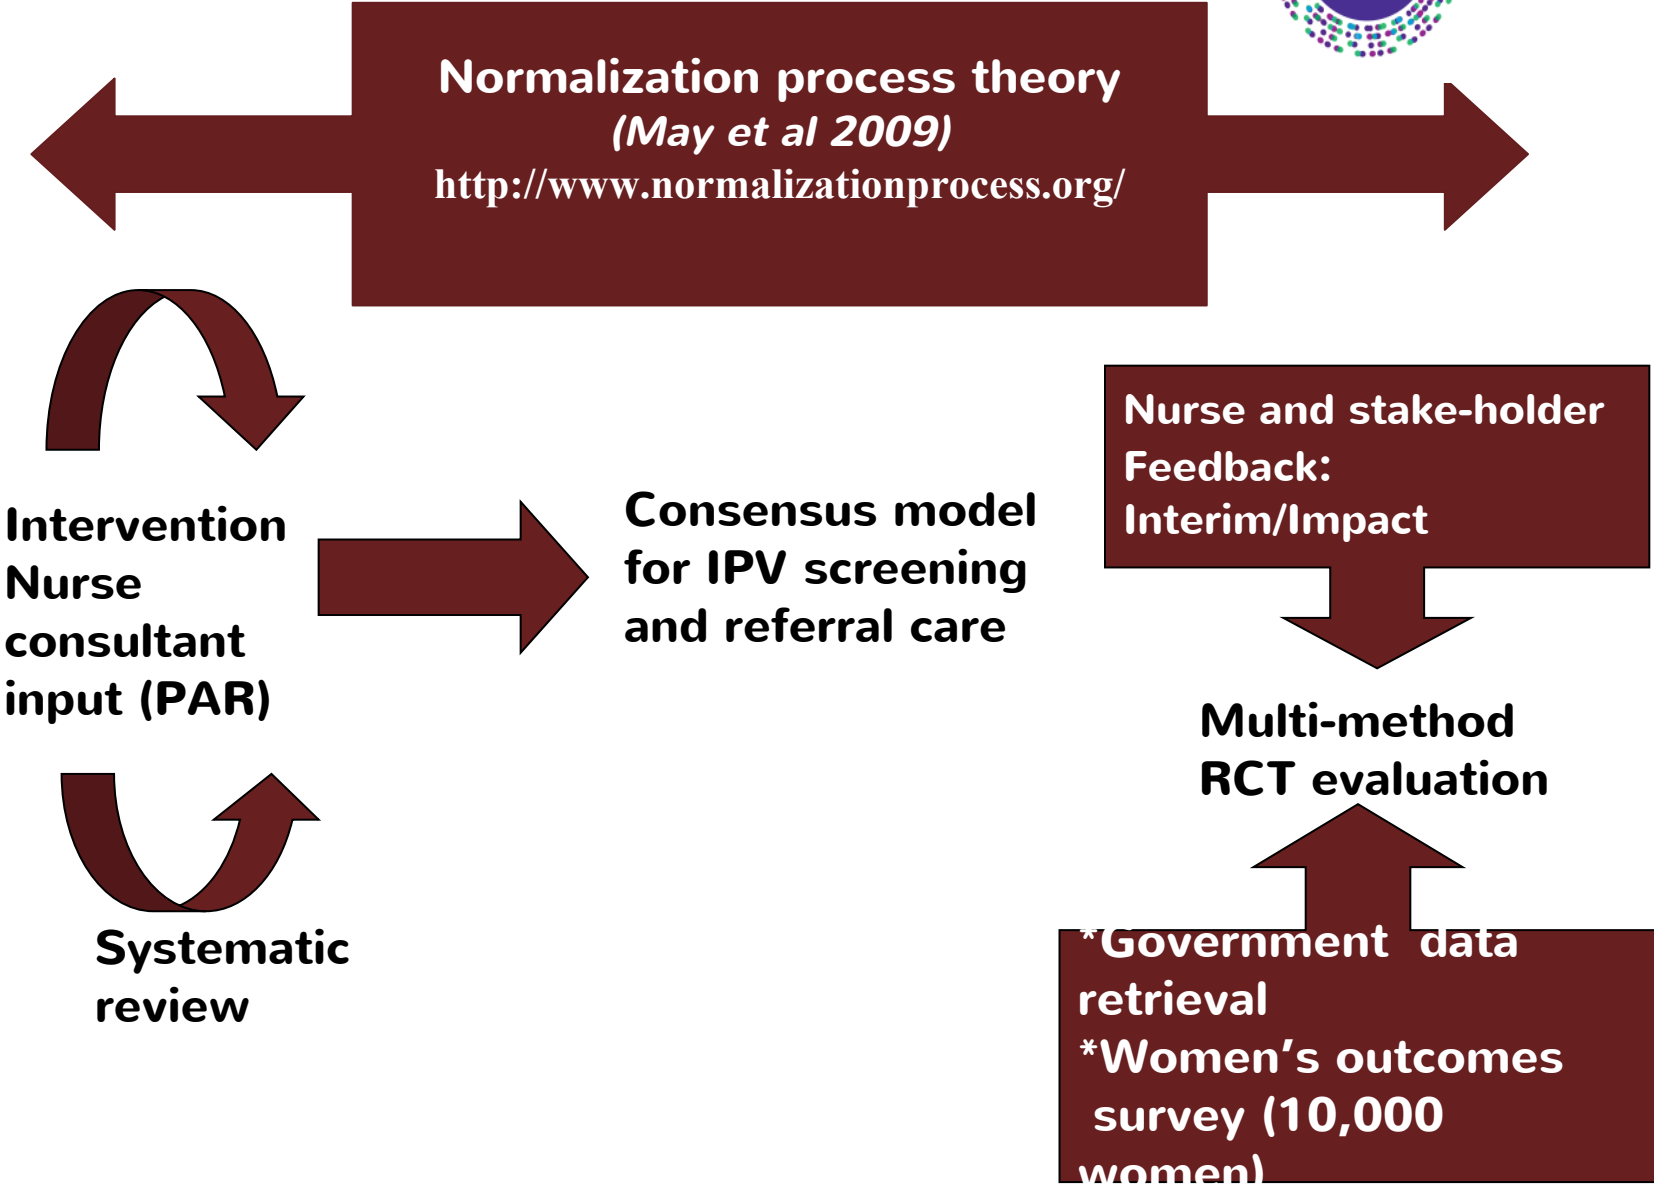 Normalization process theory
(May et al 2009)
http://www.normalizationprocess.org/
Intervention
Nurse
consultant
input (PAR)
Systematic
review
Consensus model
for IPV screening
and referral care
Nurse and stake-holder
Feedback:
Interim/Impact
Multi-method
RCT evaluation
*Government data
retrieval
*Women’s outcomes
survey (10,000
women)